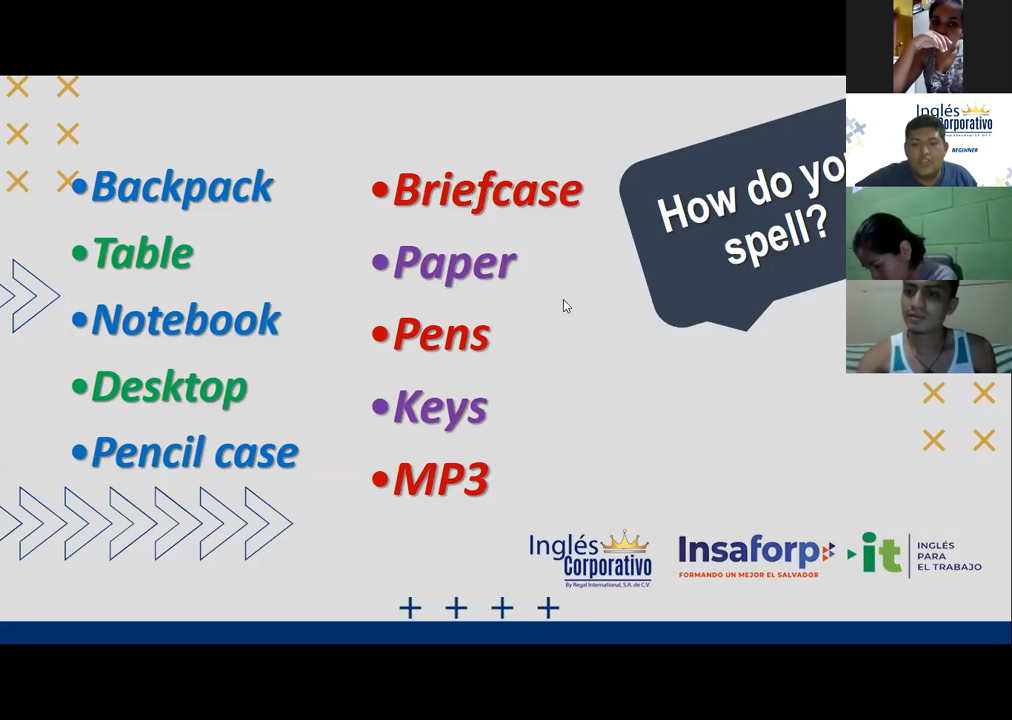 •Backpack
•Table
•Notebook
•Desktop
•Pencil case
•Briefcase
•Paper
•Pens
•Keys
•MP3
How do yo
spell?
Inglés
Corporativo
BEGINNER
Inglés
Corporativo
By Regal International, S.A. de C.V.
Insaforp
FORMANDO UN MEJOR EL SALVADOR
it
INGLÉS
PARA
EL TRABAJO